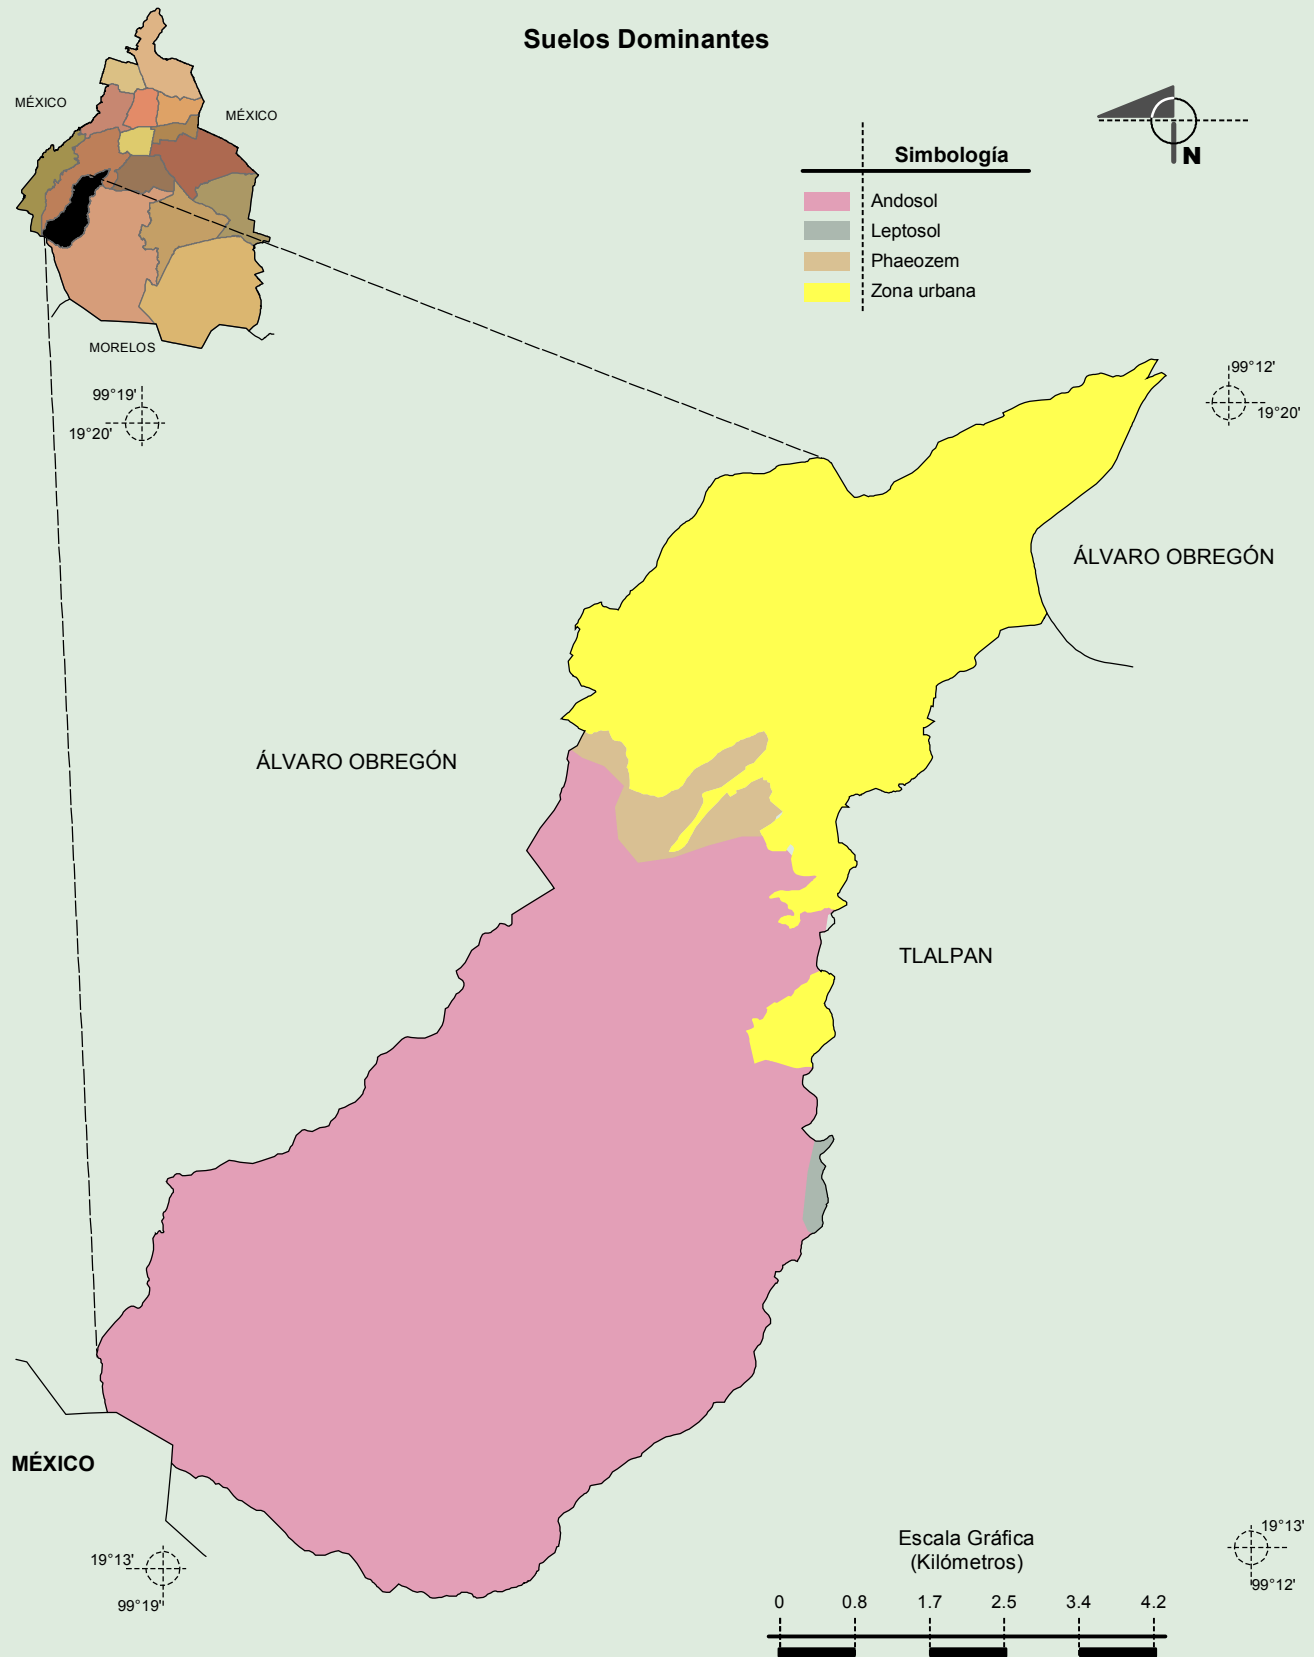 Suelos Dominantes
MÉXICO
MÉXICO
MORELOS
N
Simbología
Andosol
Leptosol
Phaeozem
Zona urbana
99°19'
19°20'
99°12'
19°20'
ÁLVARO OBREGÓN
ÁLVARO OBREGÓN
TLALPAN
MÉXICO
19°13'
99°19'
19°13'
99°12'
Escala Gráfica
(Kilómetros)
0 0.8 1.7 2.5 3.4 4.2